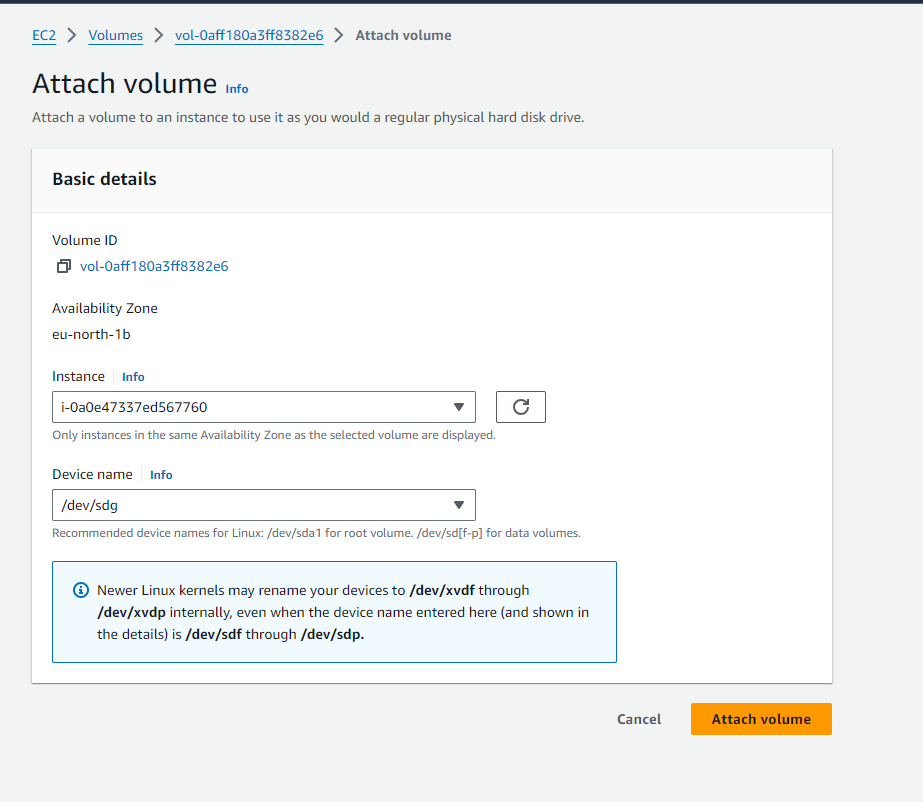 EC2 > Volumes > vol-0aff180a3ff8382e6 > Attach volume
Attach volume Info
Attach a volume to an instance to use it as you would a regular physical hard disk drive.
Basic details
Volume ID
vol-0aff180a3ff8382e6
Availability Zone
eu-north-1b
Instance Info
i-0a0e47337ed567760
Only instances in the same Availability Zone as the selected volume are displayed.
Device name Info
/dev/sdg
Recommended device names for Linux: /dev/sda1 for root volume. /dev/sd[f-p] for data volumes.
Newer Linux kernels may rename your devices to /dev/xvdf through
/dev/xvdp internally, even when the device name entered here (and shown in
the details) is /dev/sdf through /dev/sdp.
Cancel Attach volume